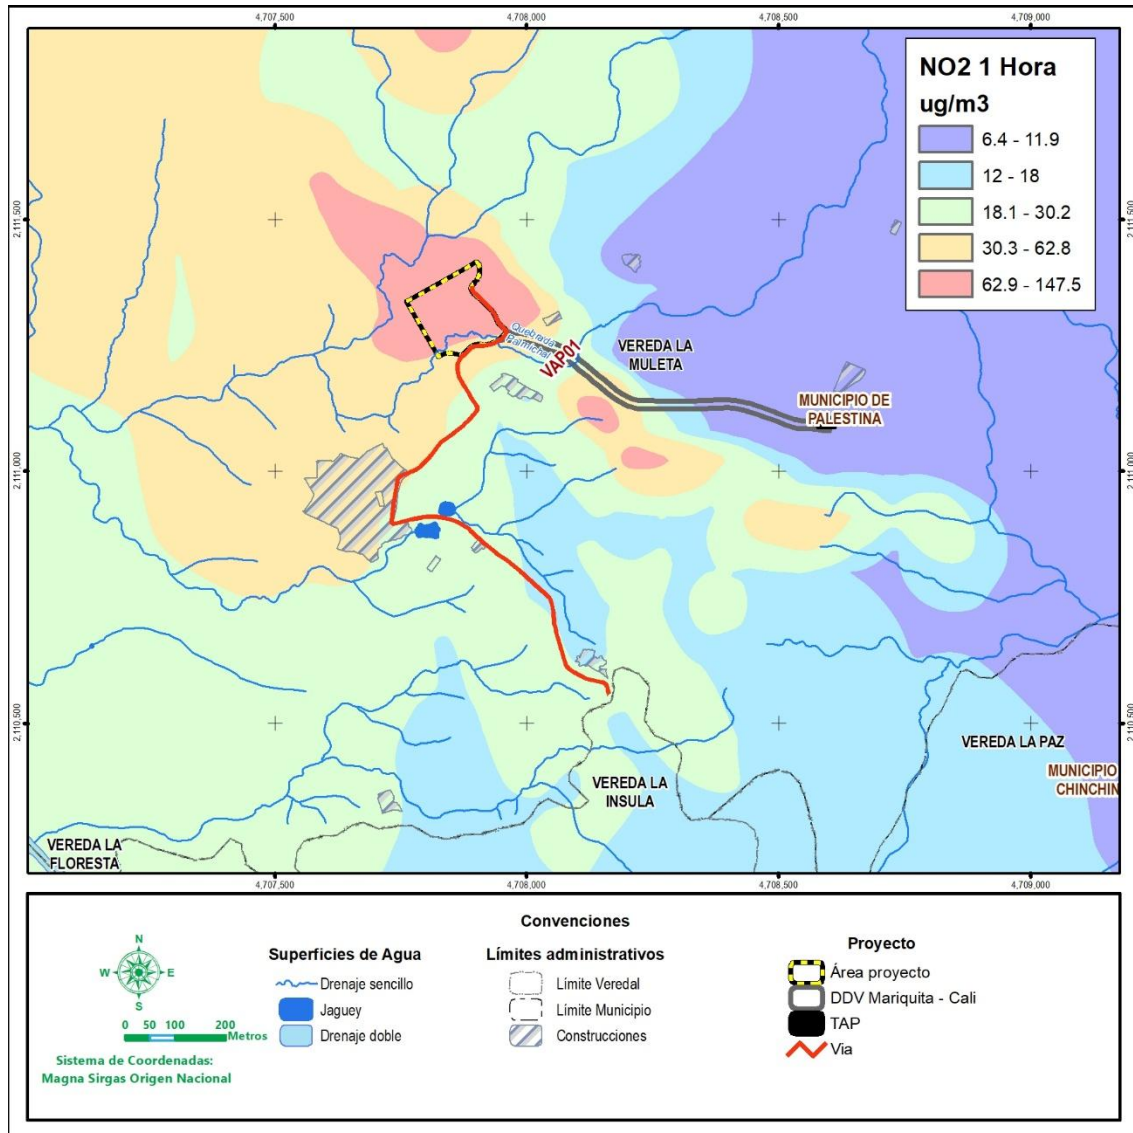 4,707,500
4,708,000
4,708,500
4,709,000
NO2 1 Hora
ug/m3
6.4 - 11.9
12 - 18
18.1 - 30.2
30.3 - 62.8
62.9 - 147.5
2,111,500
2,111,500
Quebrada
Palmichal
VAP01
VEREDA LA
MULETA
MUNICIPIO DE
PALESTINA
2,111,000
2,111,000
2,110,500
2,110,500
VEREDA LA PAZ
MUNICIPIO
CHINCHIN
VEREDA LA
INSULA
VEREDA LA
FLORESTA
4,707,500
4,708,000
4,708,500
4,709,000
Convenciones
N
W
E
S
0 50 100 200
Metros
Sistema de Coordenadas:
Magna Sirgas Origen Nacional
Superficies de Agua
Drenaje sencillo
Jaguey
Drenaje doble
Límites administrativos
Límite Veredal
Límite Municipio
Construcciones
Proyecto
Área proyecto
DDV Mariquita - Cali
TAP
Via